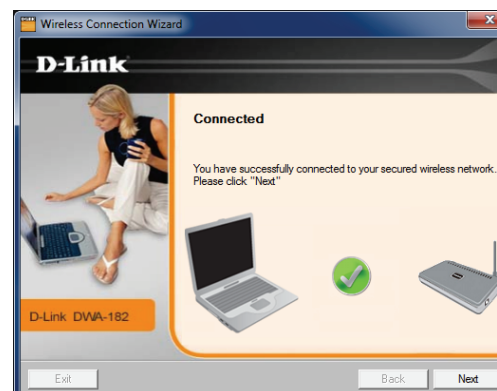 Wireless Connection Wizard
D-Link
Connected
You have successfully connected to your secured wireless network.
Please click "Next"
D-Link DWA-182
Exit
Back
Next